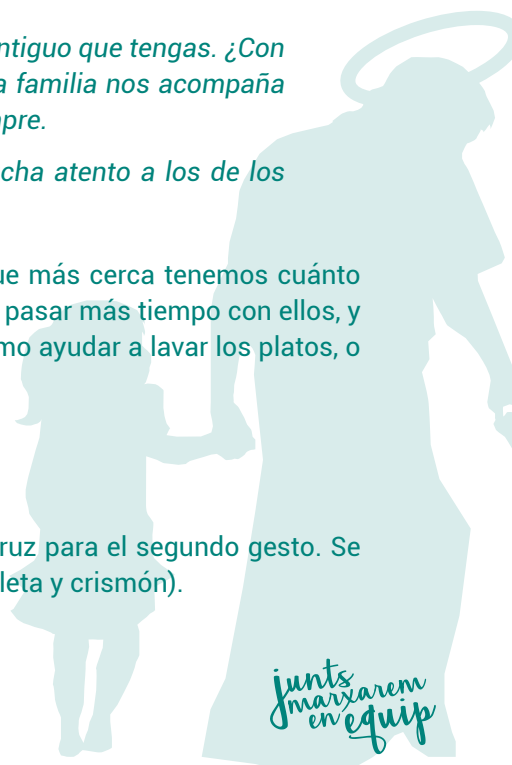 ntiguo que tengas. ¿Con
a familia nos acompaña
pre.
cha atento a los de los
ue más cerca tenemos cuánto
pasar más tiempo con ellos, y
mo ayudar a lavar los platos, o
ruz para el segundo gesto. Se
leta y crismón).
junts
marxarem
en equip